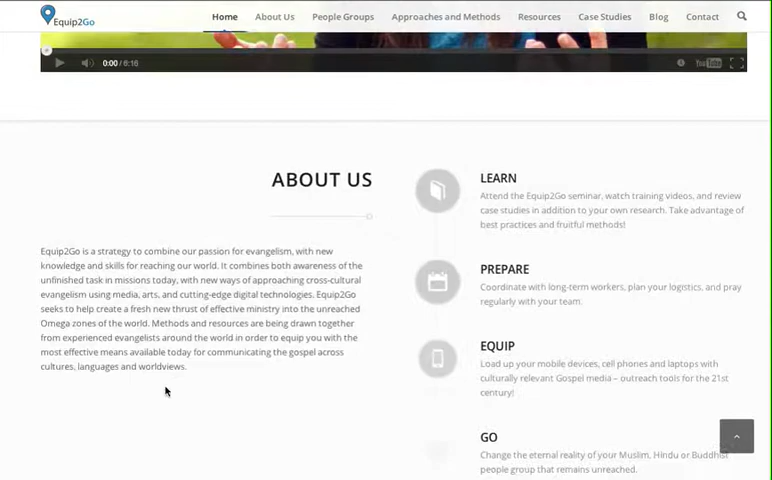 Equip2Go
Home
About Us
People Groups
Approaches and Methods
Resources
Case Studies
Blog
Contact
0:00 / 6:16
YouTube
ABOUT US
Equip2Go is a strategy to combine our passion for evangelism, with new
knowledge and skills for reaching our world. It combines both awareness of the
unfinished task in missions today, with new ways of approaching cross-cultural
evangelism using media, arts, and cutting-edge digital technologies. Equip2Go
seeks to help create a fresh new thrust of effective ministry into the unreached
Omega zones of the world. Methods and resources are being drawn together
from experienced evangelists around the world in order to equip you with the
most effective means available today for communicating the gospel across
cultures, languages and worldviews.
LEARN
Attend the Equip2Go seminar, watch training videos, and review
case studies in addition to your own research. Take advantage of
best practices and fruitful methods!
PREPARE
Coordinate with long-term workers, plan your logistics, and pray
regularly with your team.
EQUIP
Load up your mobile devices, cell phones and laptops with
culturally relevant Gospel media – outreach tools for the 21st
century!
GO
Change the eternal reality of your Muslim, Hindu or Buddhist
people group that remains unreached.